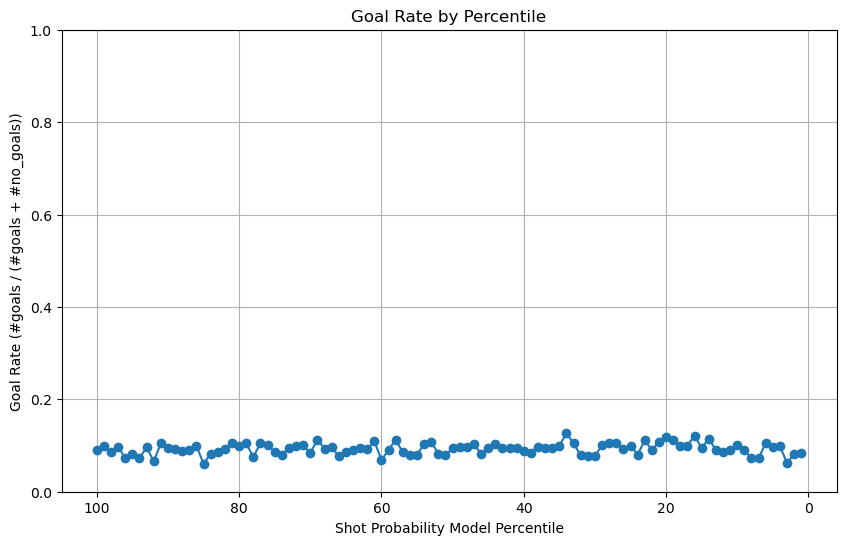 Goal Rate by Percentile
1.0
0.8
0.6
0.4
0.2
0.0
Goal Rate (#goals / (#goals + #no_goals))
100 80 60 40 20 0
Shot Probability Model Percentile